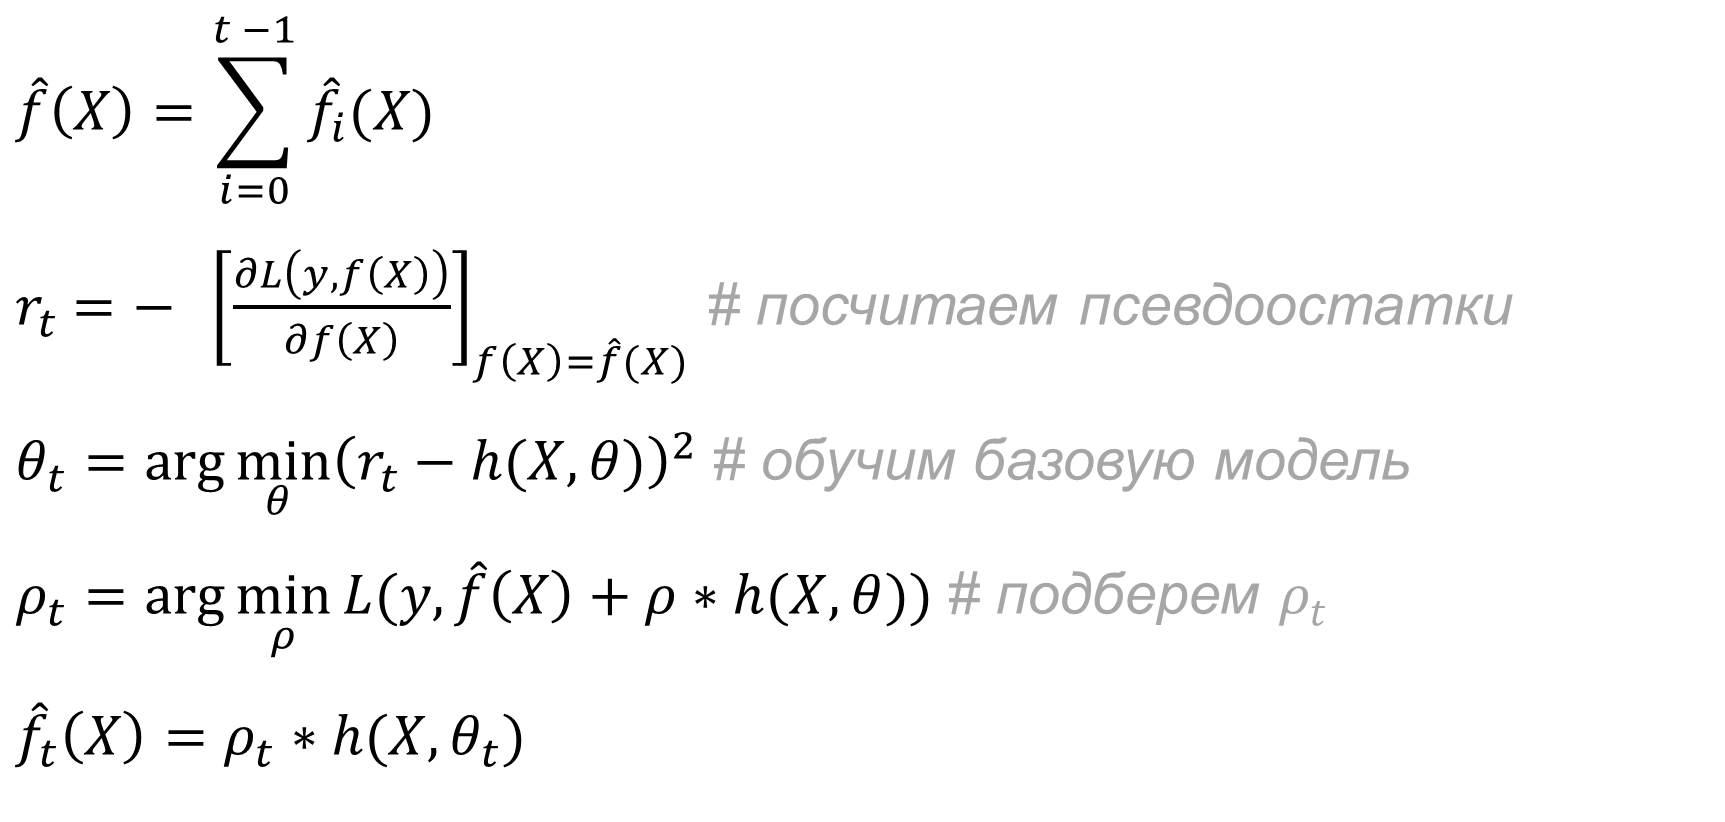 f̂(X) = ∑_{i=0}^{t −1} f̂_i(X)
r_t = − [∂L(y,f(X)) / ∂f(X)]_{f(X)=f̂(X)} # посчитаем псевдоостатки
θ_t = arg min_θ (r_t − h(X, θ))² # обучим базовую модель
ρ_t = arg min_ρ L(y, f̂(X) + ρ ∗ h(X, θ)) # подберем ρ_t
f̂_t(X) = ρ_t ∗ h(X, θ_t)